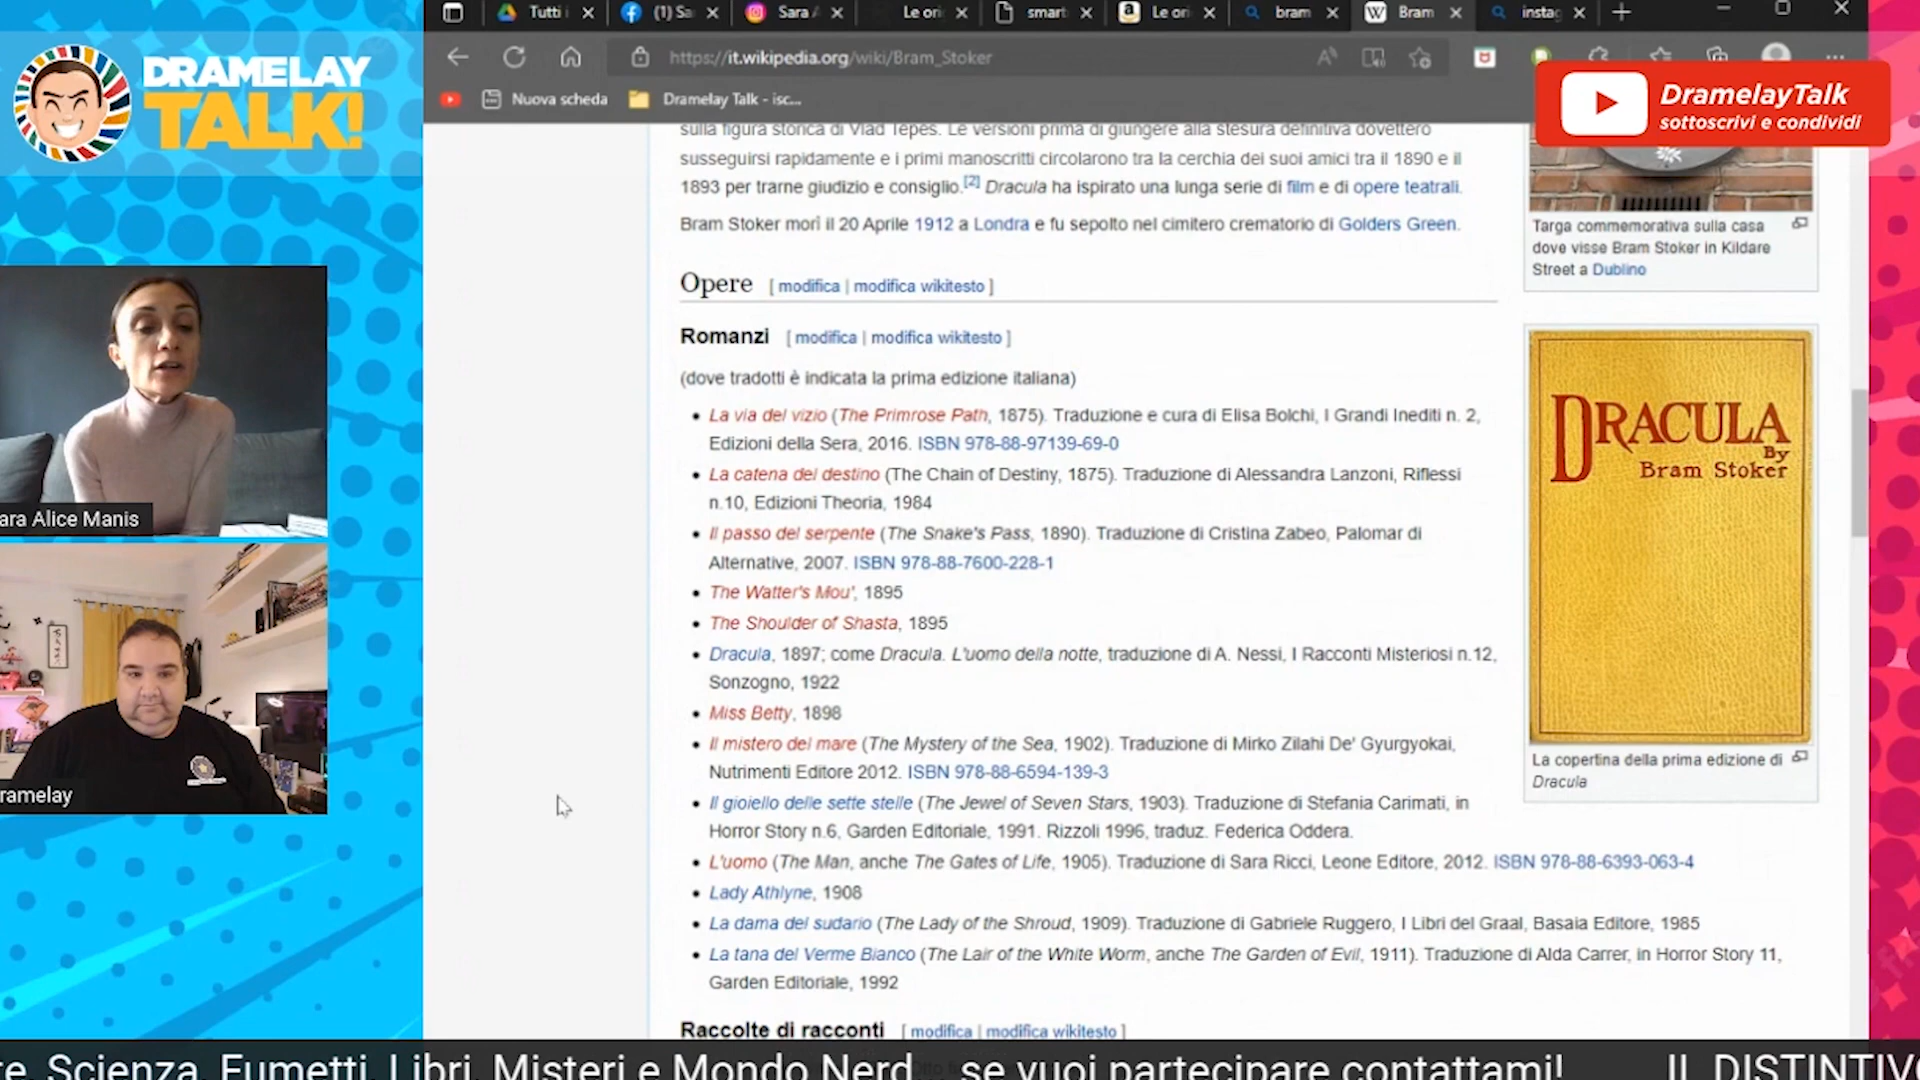 Tutti i
(1) Sa
Sara A
Le ori
smart
Le ori
bram
Bram
insta
https://it.wikipedia.org/wiki/Bram_Stoker
Nuova scheda
Dramelay Talk - isc...
DRAMELAY
TALK!
DramelayTalk
sottoscrivi e condividi
sulla figura storica di Vlad Tepes. Le versioni prima di giungere alla stesura definitiva dovettero
susseguirsi rapidamente e i primi manoscritti circolarono tra la cerchia dei suoi amici tra il 1890 e il
1893 per trarne giudizio e consiglio.[2] Dracula ha ispirato una lunga serie di film e di opere teatrali.
Bram Stoker morì il 20 Aprile 1912 a Londra e fu sepolto nel cimitero crematorio di Golders Green.
Targa commemorativa sulla casa
dove visse Bram Stoker in Kildare
Street a Dublino
Opere [ modifica | modifica wikitesto ]
Romanzi [ modifica | modifica wikitesto ]
(dove tradotti è indicata la prima edizione italiana)
• La via del vizio (The Primrose Path, 1875). Traduzione e cura di Elisa Bolchi, I Grandi Inediti n. 2,
Edizioni della Sera, 2016. ISBN 978-88-97139-69-0
• La catena del destino (The Chain of Destiny, 1875). Traduzione di Alessandra Lanzoni, Riflessi
n.10, Edizioni Theoria, 1984
• Il passo del serpente (The Snake's Pass, 1890). Traduzione di Cristina Zabeo, Palomar di
Alternative, 2007. ISBN 978-88-7600-228-1
• The Watter's Mou', 1895
• The Shoulder of Shasta, 1895
• Dracula, 1897; come Dracula. L'uomo della notte, traduzione di A. Nessi, I Racconti Misteriosi n.12,
Sonzogno, 1922
• Miss Betty, 1898
• Il mistero del mare (The Mystery of the Sea, 1902). Traduzione di Mirko Zilahi De' Gyurgyokai,
Nutrimenti Editore 2012. ISBN 978-88-6594-139-3
• Il gioiello delle sette stelle (The Jewel of Seven Stars, 1903). Traduzione di Stefania Carimati, in
Horror Story n.6, Garden Editoriale, 1991. Rizzoli 1996, traduz. Federica Oddera.
• L'uomo (The Man, anche The Gates of Life, 1905). Traduzione di Sara Ricci, Leone Editore, 2012. ISBN 978-88-6393-063-4
• Lady Athlyne, 1908
• La dama del sudario (The Lady of the Shroud, 1909). Traduzione di Gabriele Ruggero, I Libri del Graal, Basaia Editore, 1985
• La tana del Verme Bianco (The Lair of the White Worm, anche The Garden of Evil, 1911). Traduzione di Alda Carrer, in Horror Story 11,
Garden Editoriale, 1992
Raccolte di racconti [ modifica | modifica wikitesto ]
DRACULA
By
Bram Stoker
La copertina della prima edizione di
Dracula
ara Alice Manis
ramelay
te, Scienza, Fumetti, Libri, Misteri e Mondo Nerd se vuoi partecipare contattami! IL DISTINTIVO